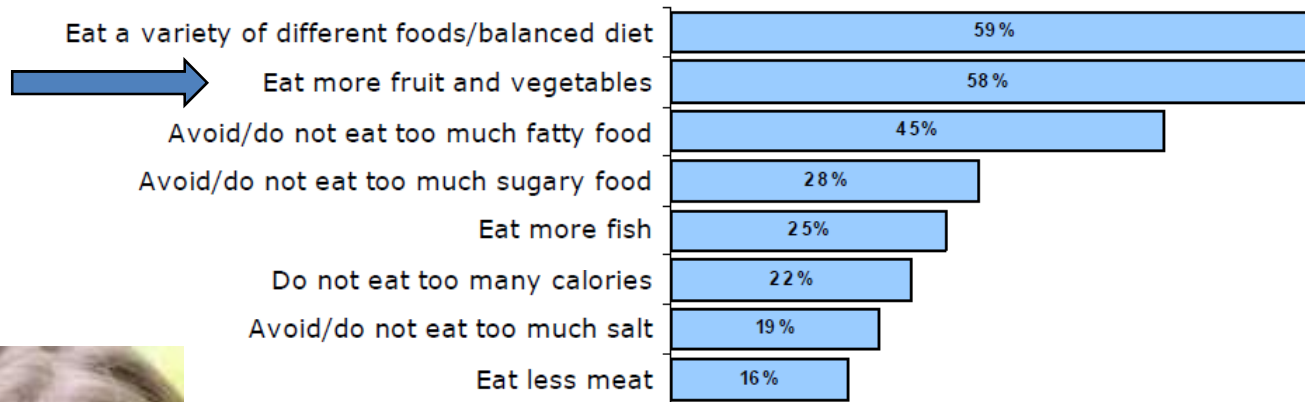 Eat a variety of different foods/balanced diet 59%
Eat more fruit and vegetables 58%
Avoid/do not eat too much fatty food 45%
Avoid/do not eat too much sugary food 28%
Eat more fish 25%
Do not eat too many calories 22%
Avoid/do not eat too much salt 19%
Eat less meat 16%